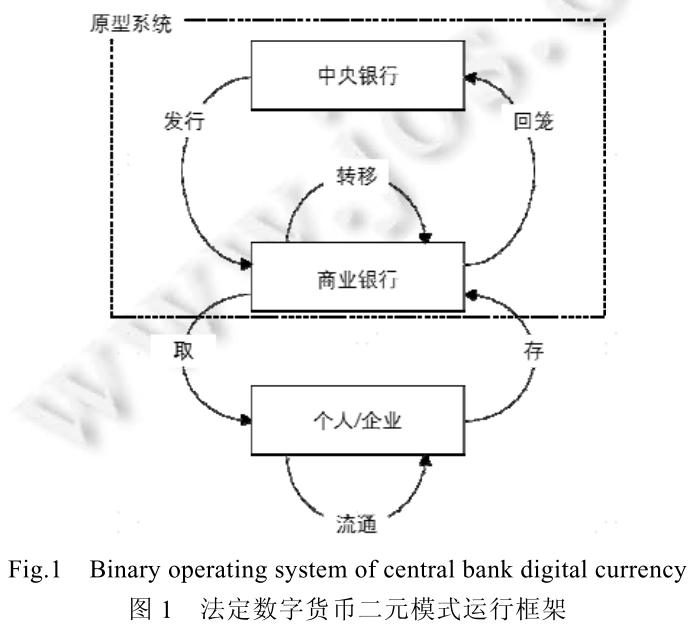 原型系统
中央银行
发行
回笼
转移
商业银行
取
存
个人/企业
流通
Fig.1 Binary operating system of central bank digital currency
图 1 法定数字货币二元模式运行框架